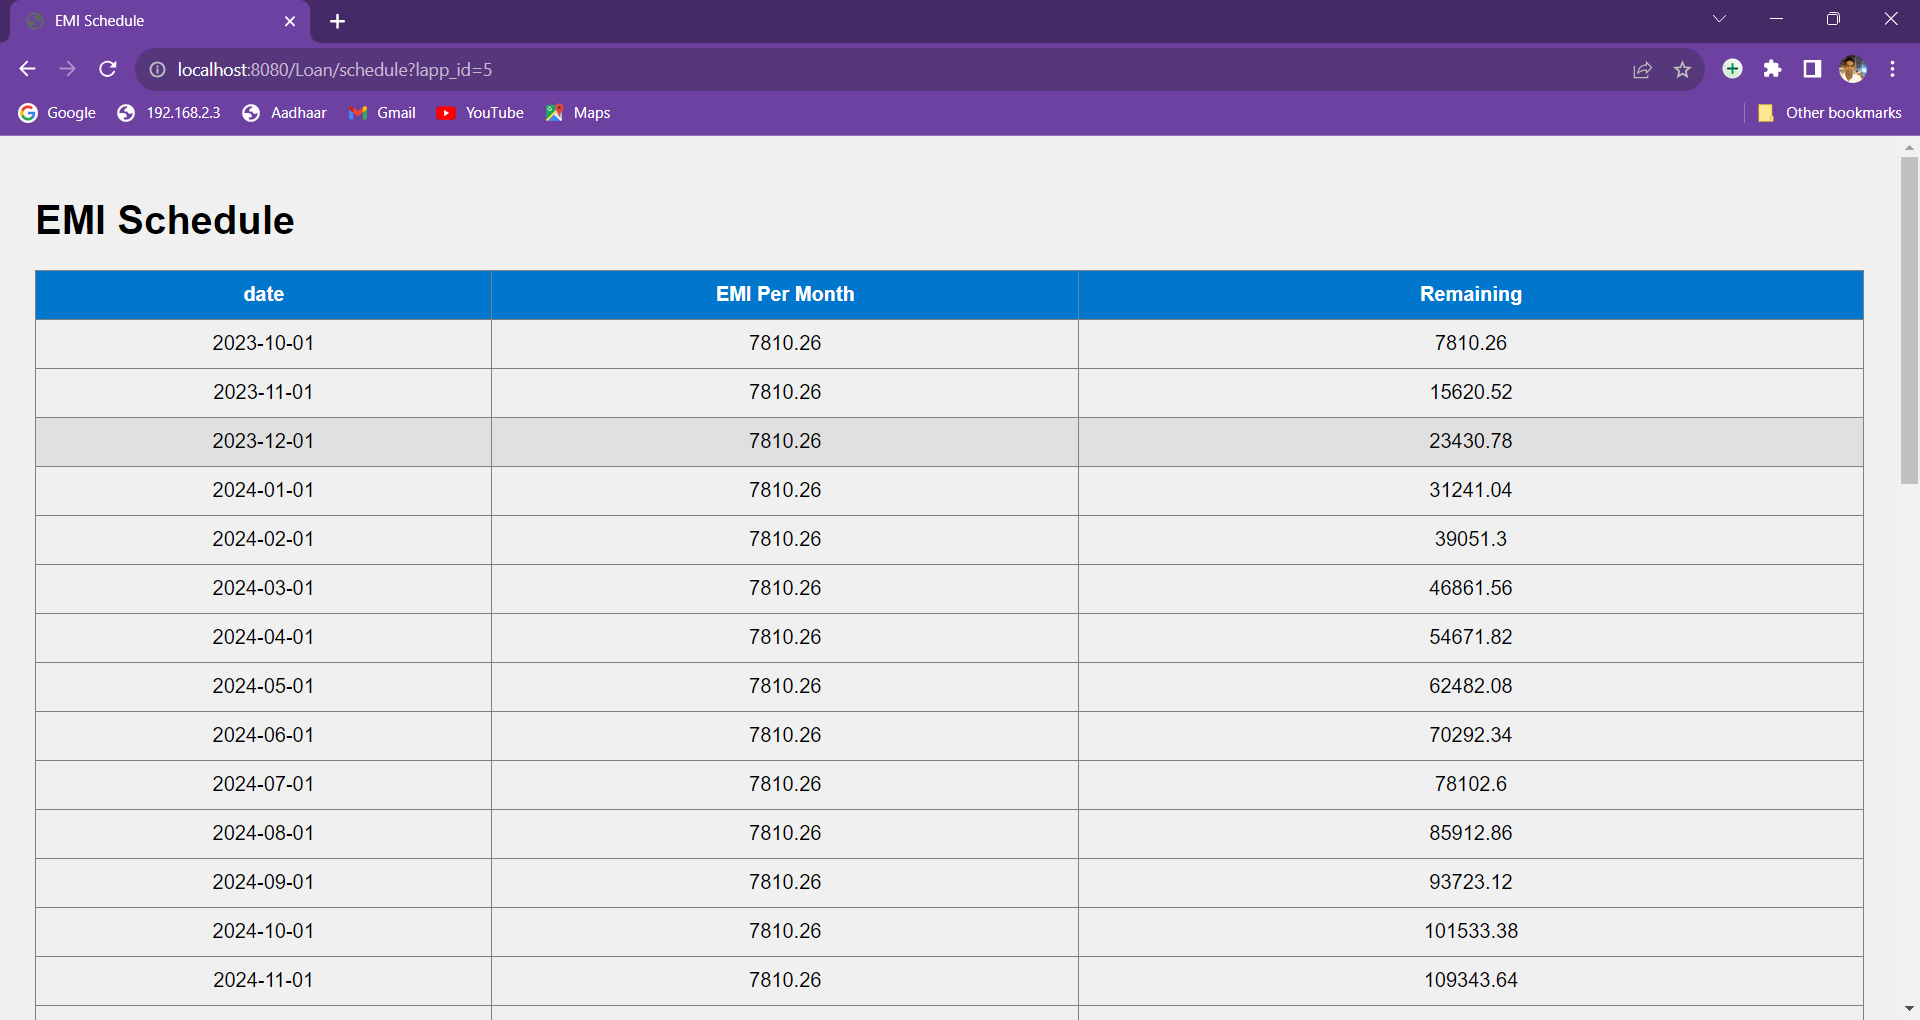 EMI Schedule
localhost:8080/Loan/schedule?lapp_id=5
Google 192.168.2.3 Aadhaar Gmail YouTube Maps Other bookmarks
EMI Schedule
date EMI Per Month Remaining
2023-10-01 7810.26 7810.26
2023-11-01 7810.26 15620.52
2023-12-01 7810.26 23430.78
2024-01-01 7810.26 31241.04
2024-02-01 7810.26 39051.3
2024-03-01 7810.26 46861.56
2024-04-01 7810.26 54671.82
2024-05-01 7810.26 62482.08
2024-06-01 7810.26 70292.34
2024-07-01 7810.26 78102.6
2024-08-01 7810.26 85912.86
2024-09-01 7810.26 93723.12
2024-10-01 7810.26 101533.38
2024-11-01 7810.26 109343.64